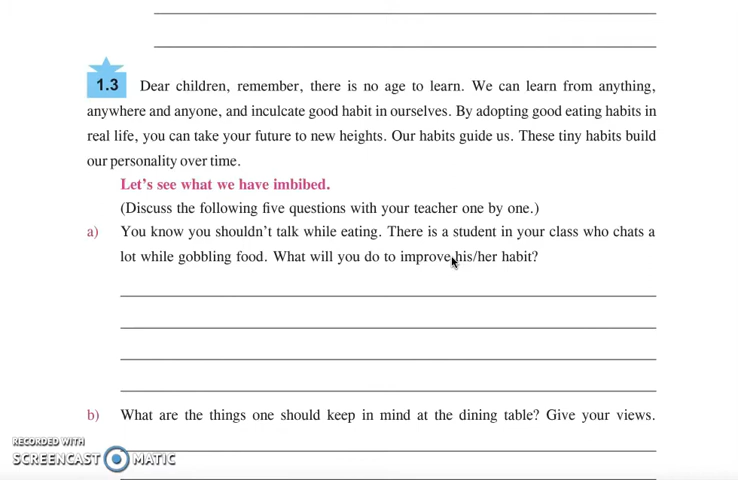 1.3 Dear children, remember, there is no age to learn. We can learn from anything,
anywhere and anyone, and inculcate good habit in ourselves. By adopting good eating habits in
real life, you can take your future to new heights. Our habits guide us. These tiny habits build
our personality over time.
Let's see what we have imbibed.
(Discuss the following five questions with your teacher one by one.)
a) You know you shouldn't talk while eating. There is a student in your class who chats a
lot while gobbling food. What will you do to improve his/her habit?
b) What are the things one should keep in mind at the dining table? Give your views.
RECORDED WITH
SCREENCAST MATIC